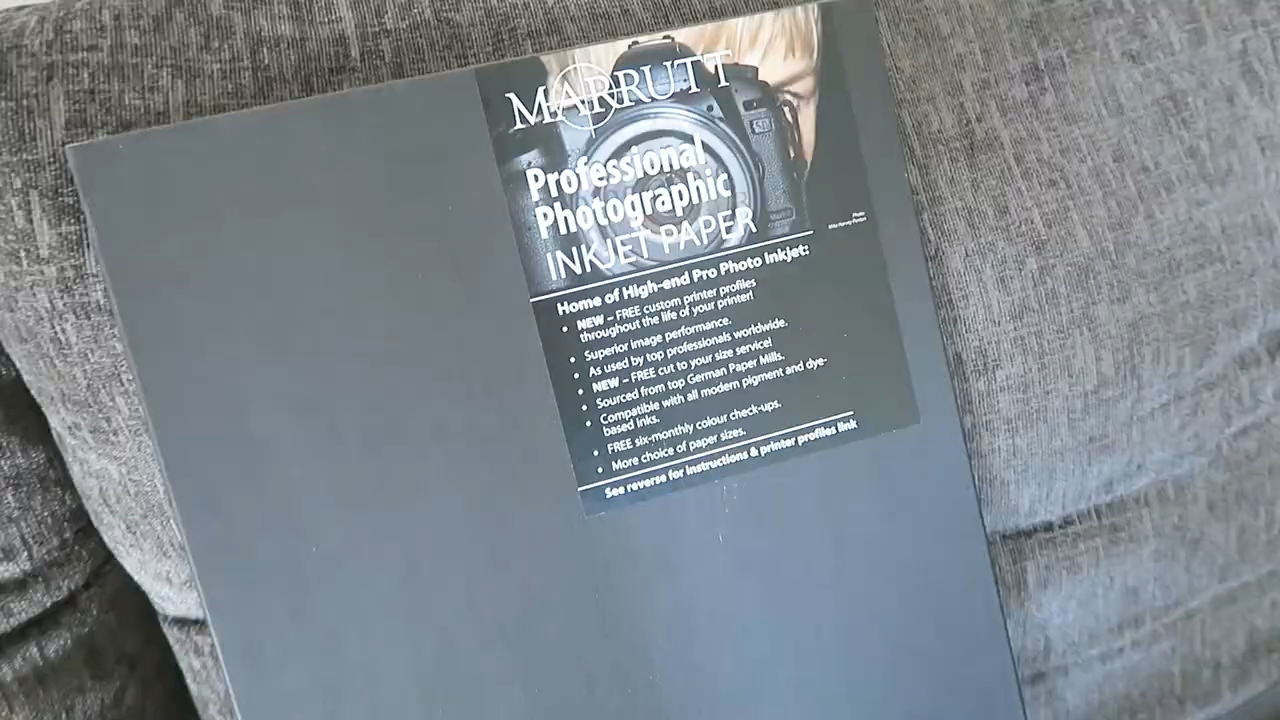 MARRUTT
Professional
Photographic
INKJET PAPER
Photo
Home of High-end Pro Photo Inkjet:
• NEW – FREE custom printer profiles
throughout the life of your printer!
• Superior image performance.
• As used by top professionals worldwide.
• NEW – FREE cut to your size service!
• Sourced from top German Paper Mills.
• Compatible with all modern pigment and dye-
based inks.
• FREE six-monthly colour check-ups.
• More choice of paper sizes.
See reverse for instructions & printer profiles link